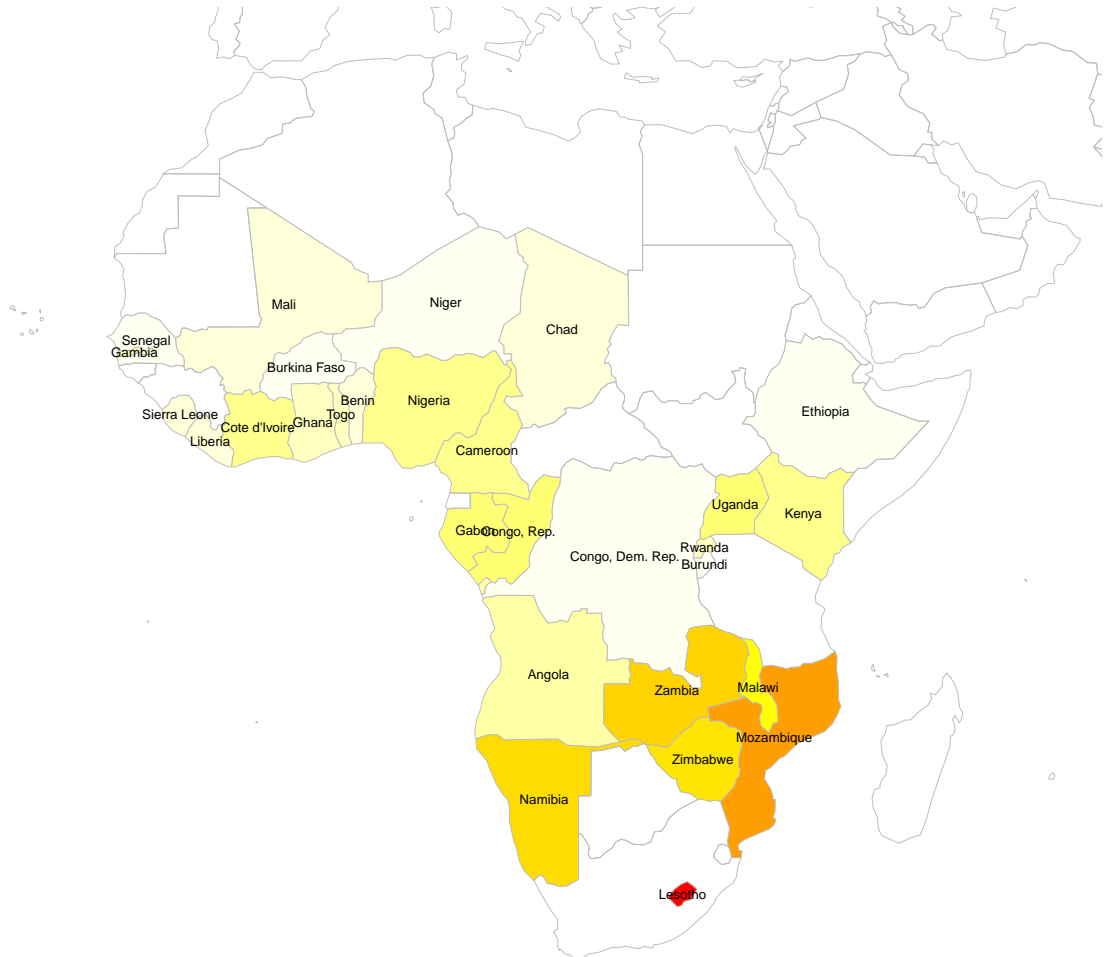 Mali
Niger
Chad
Senegal
Gambia
Burkina Faso
Benin
Nigeria
Sierra Leone
Togo
Ghana
Cote d'Ivoire
Liberia
Ethiopia
Cameroon
Uganda
Kenya
Gabon
Congo, Rep.
Rwanda
Congo, Dem. Rep.
Burundi
Angola
Zambia
Malawi
Mozambique
Zimbabwe
Namibia
Lesotho